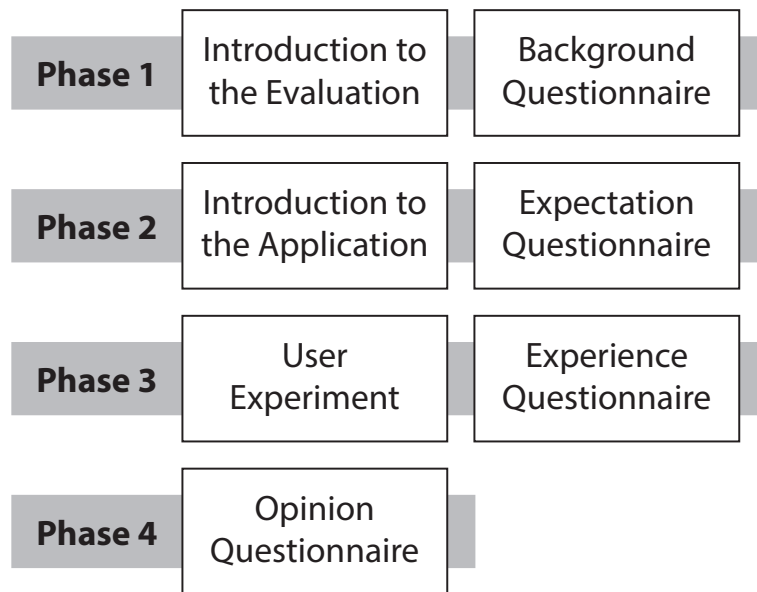 Phase 1
Introduction to
the Evaluation
Background
Questionnaire
Phase 2
Introduction to
the Application
Expectation
Questionnaire
Phase 3
User
Experiment
Experience
Questionnaire
Phase 4
Opinion
Questionnaire